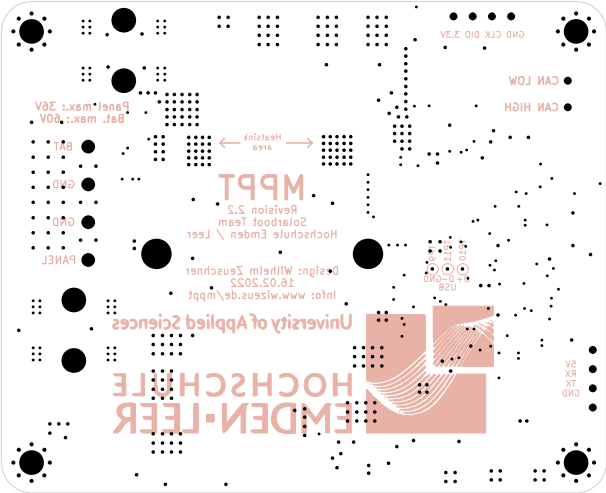 GND CLK DIO 3.3V
CAN LOW
CAN HIGH
Panel max.: 36V
Bat. max.: 60V
BAT
GND
GND
PANEL
Heatsink
area
MPPT
Revision 2.2
Solarboot Team
Hochschule Emden / Leer
Design: Wilhelm Zeuschner
16.02.2022
Info: www.wizeus.de/mppt
D+ D- GND
USB
University of Applied Sciences
HOCHSCHULE
EMDEN·LEER
5V
RX
TX
GND